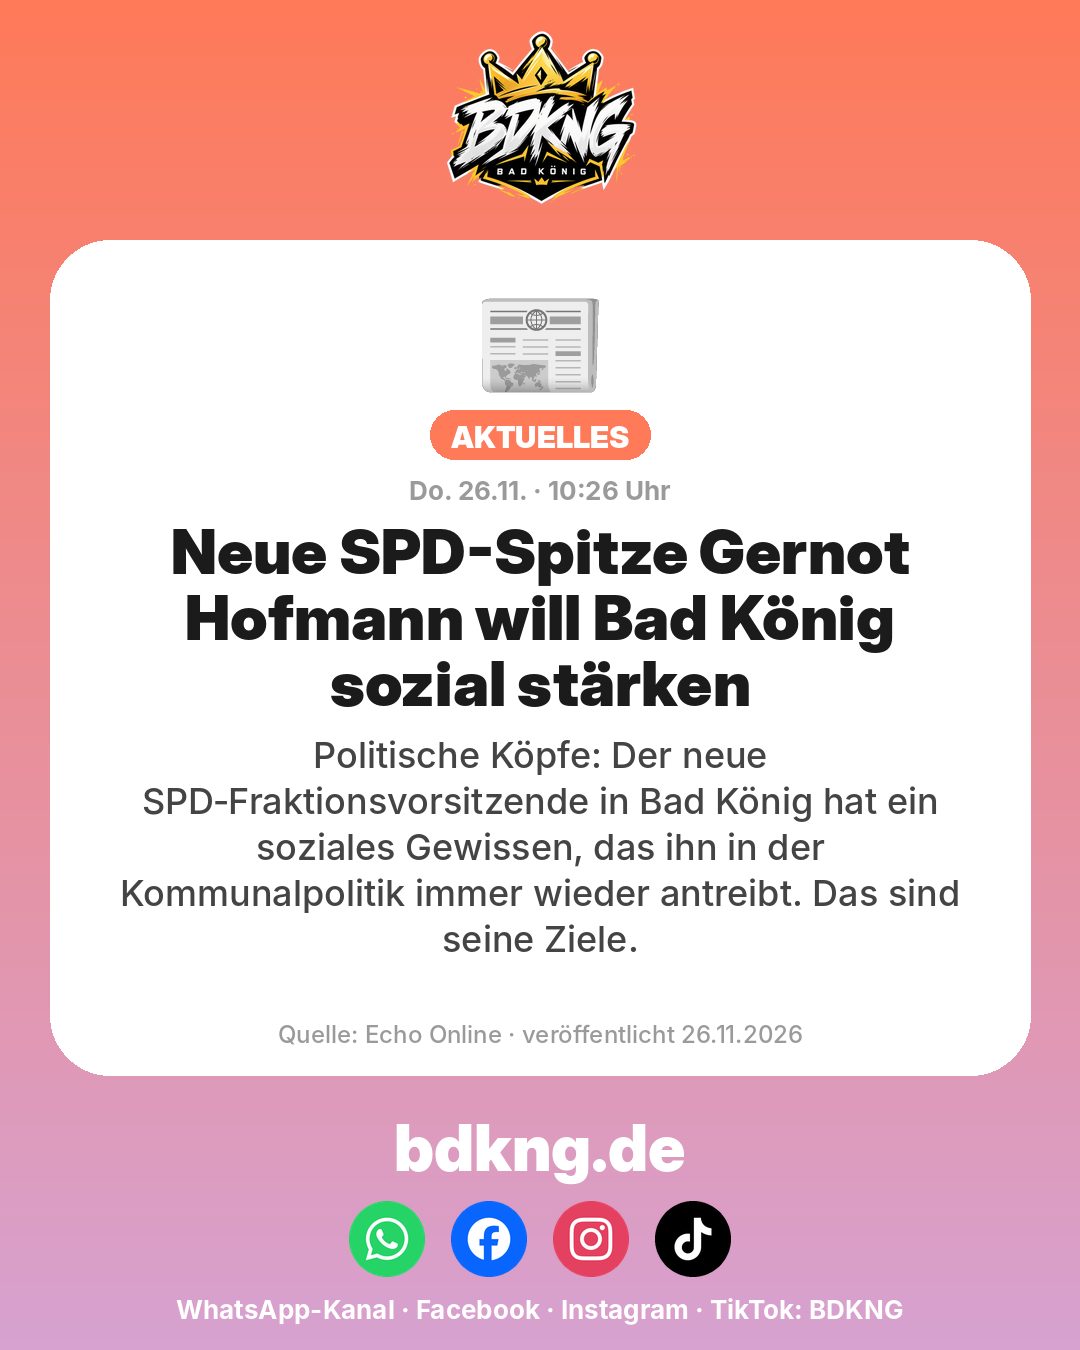 BDKNG
BAD KÖNIG
AKTUELLES
Do. 26.11. · 10:26 Uhr
Neue SPD-Spitze Gernot
Hofmann will Bad König
sozial stärken
Politische Köpfe: Der neue
SPD-Fraktionsvorsitzende in Bad König hat ein
soziales Gewissen, das ihn in der
Kommunalpolitik immer wieder antreibt. Das sind
seine Ziele.
Quelle: Echo Online · veröffentlicht 26.11.2026
bdkng.de
WhatsApp-Kanal · Facebook · Instagram · TikTok: BDKNG